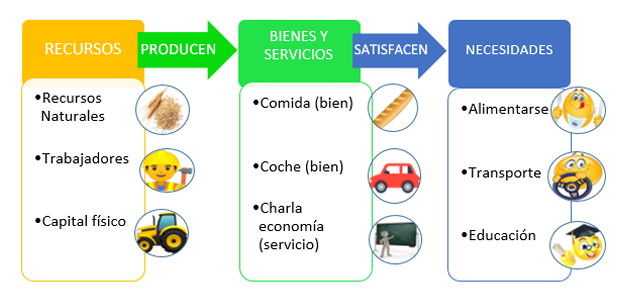 RECURSOS
PRODUCEN
BIENES Y
SERVICIOS
SATISFACEN
NECESIDADES
•Recursos
Naturales
•Trabajadores
•Capital físico
•Comida (bien)
•Coche (bien)
•Charla
economía
(servicio)
•Alimentarse
•Transporte
•Educación